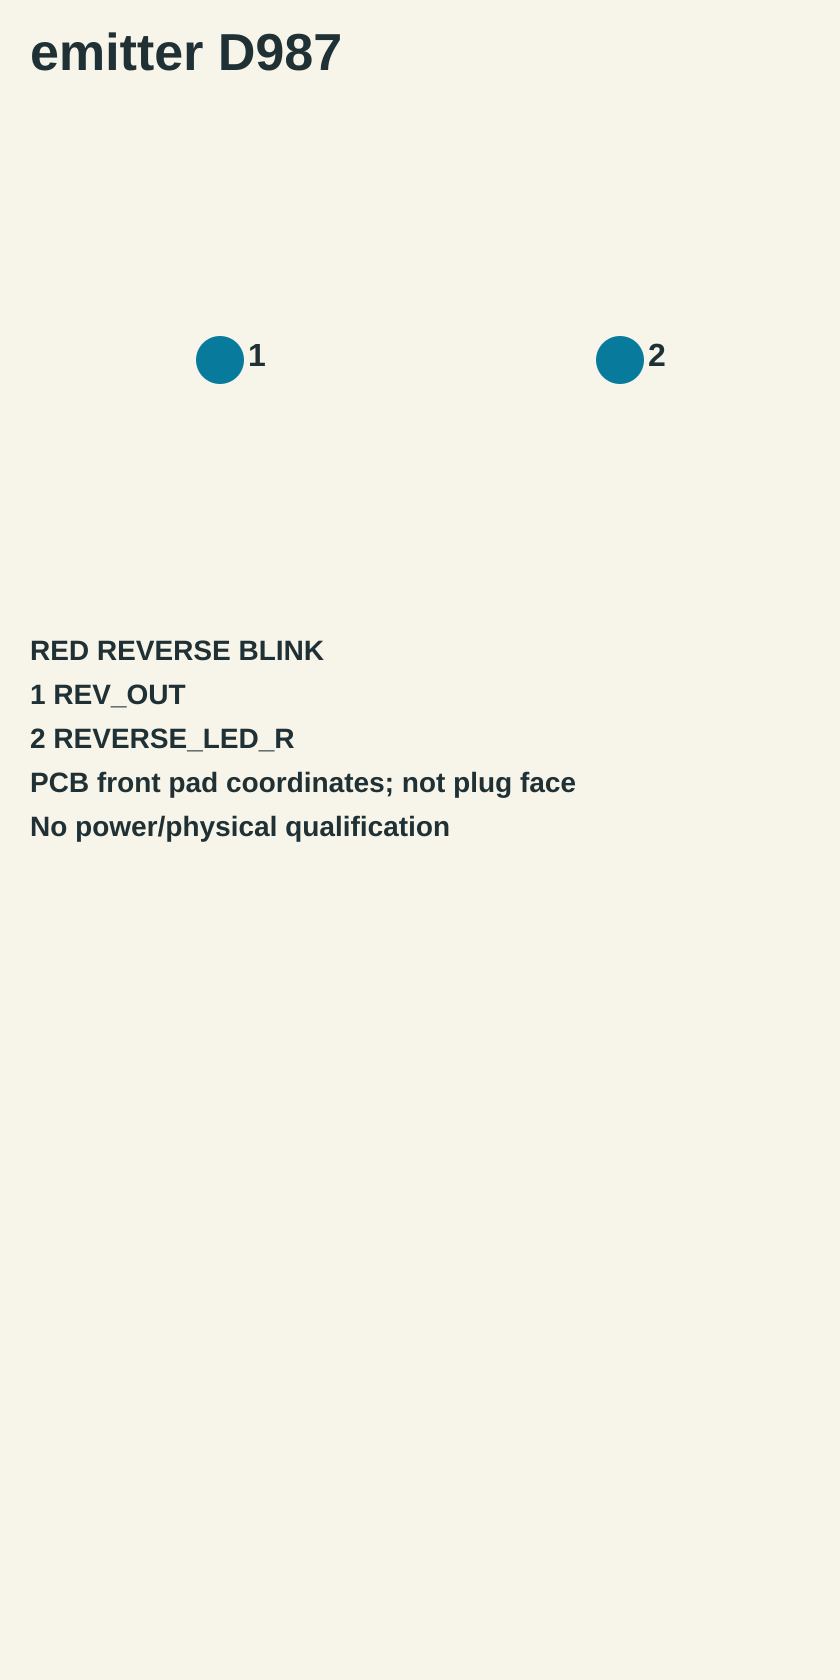 emitter D987
1
2
RED REVERSE BLINK
1 REV_OUT
2 REVERSE_LED_R
PCB front pad coordinates; not plug face
No power/physical qualification